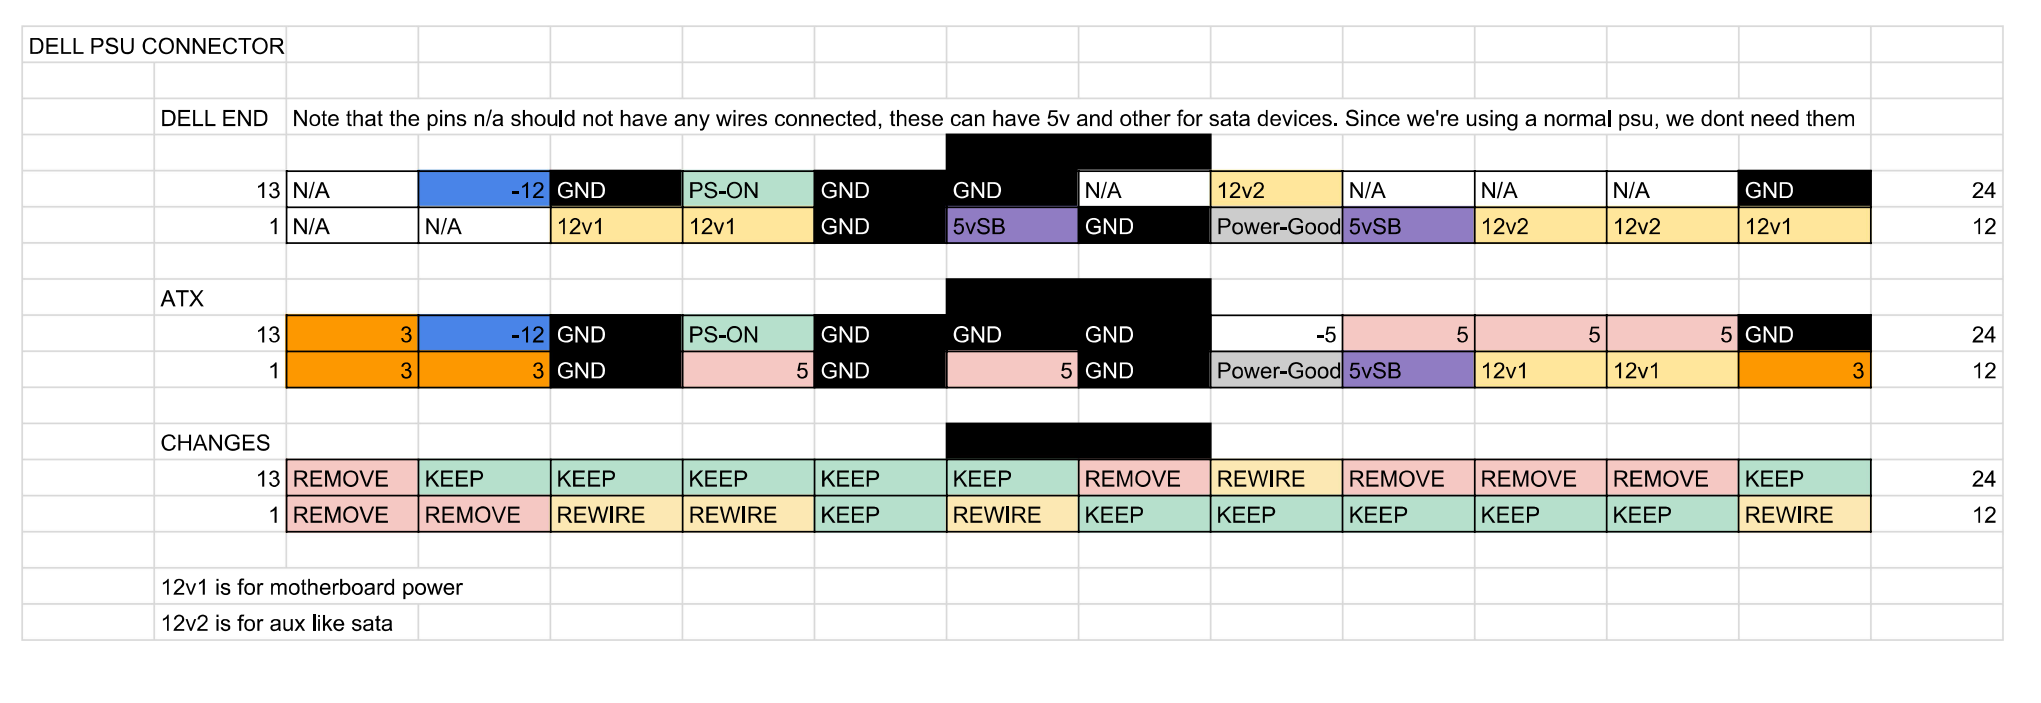 DELL PSU CONNECTOR
DELL END Note that the pins n/a should not have any wires connected, these can have 5v and other for sata devices. Since we're using a normal psu, we dont need them
13 N/A -12 GND PS-ON GND GND N/A 12v2 N/A N/A N/A GND 24
1 N/A N/A 12v1 12v1 GND 5vSB GND Power-Good 5vSB 12v2 12v2 12v1 12
ATX
13 3 -12 GND PS-ON GND GND GND -5 5 5 5 GND 24
1 3 3 GND 5 GND 5 GND Power-Good 5vSB 12v1 12v1 3 12
CHANGES
13 REMOVE KEEP KEEP KEEP KEEP KEEP REMOVE REWIRE REMOVE REMOVE REMOVE KEEP 24
1 REMOVE REMOVE REWIRE REWIRE KEEP REWIRE KEEP KEEP KEEP KEEP KEEP REWIRE 12
12v1 is for motherboard power
12v2 is for aux like sata